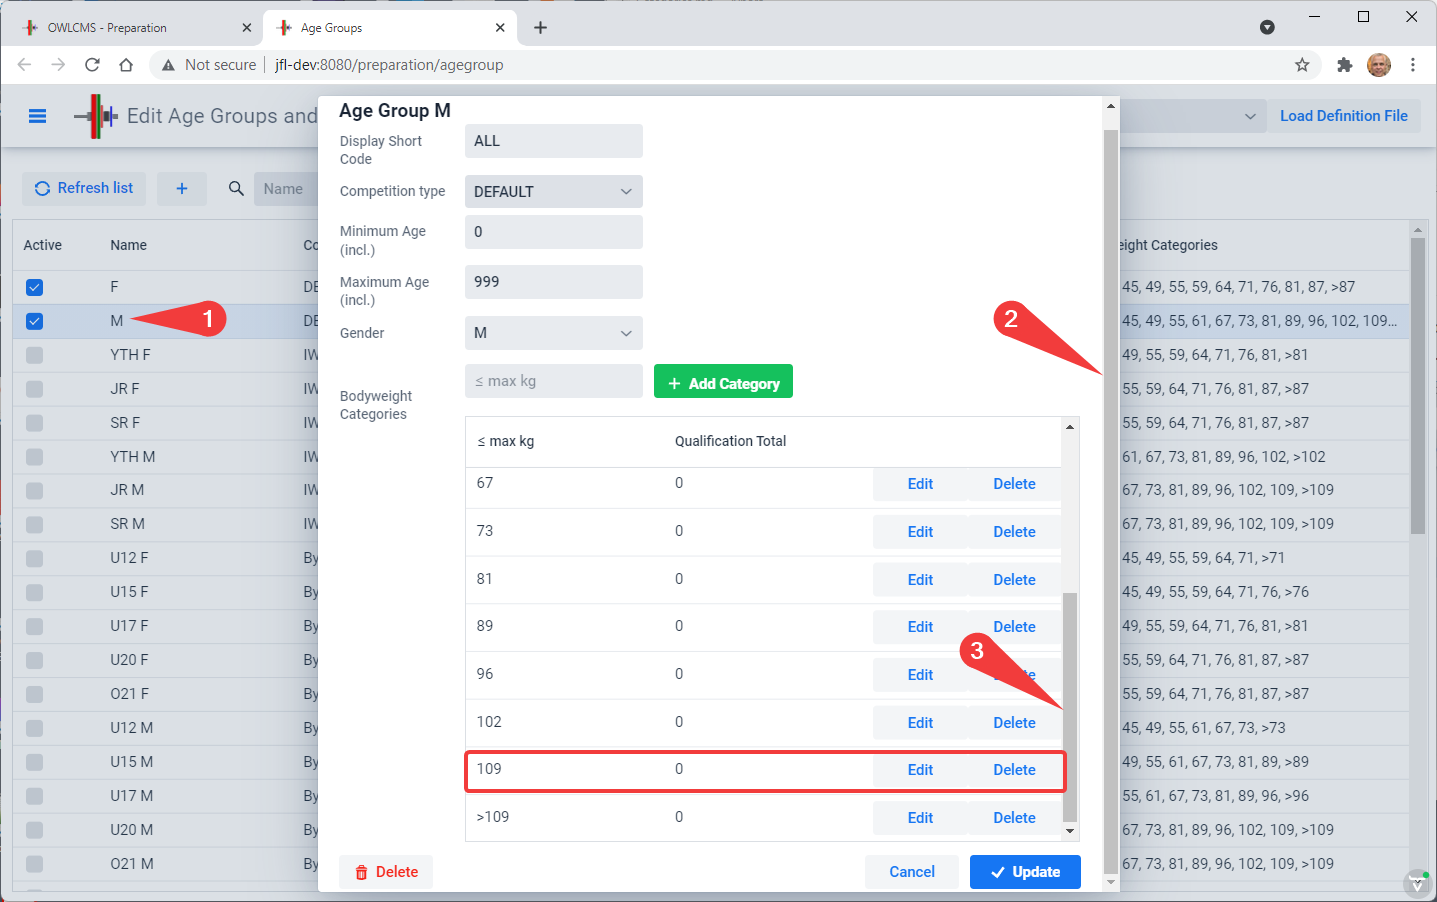 OWLCMS - Preparation
Age Groups
Not secure
jfl-dev:8080/preparation/agegroup
Edit Age Groups and
Load Definition File
Refresh list
+
Name
Active
Name
Co
eight Categories
F
DE
45, 49, 55, 59, 64, 71, 76, 81, 87, >87
M
DE
45, 49, 55, 61, 67, 73, 81, 89, 96, 102, 109...
YTH F
IW
49, 55, 59, 64, 71, 76, 81, >81
JR F
IW
55, 59, 64, 71, 76, 81, 87, >87
SR F
IW
55, 59, 64, 71, 76, 81, 87, >87
YTH M
IW
61, 67, 73, 81, 89, 96, 102, >102
JR M
IW
67, 73, 81, 89, 96, 102, 109, >109
SR M
IW
67, 73, 81, 89, 96, 102, 109, >109
U12 F
By
45, 49, 55, 59, 64, 71, >71
U15 F
By
45, 49, 55, 59, 64, 71, 76, >76
U17 F
By
49, 55, 59, 64, 71, 76, 81, >81
U20 F
By
55, 59, 64, 71, 76, 81, 87, >87
O21 F
By
55, 59, 64, 71, 76, 81, 87, >87
U12 M
By
45, 49, 55, 61, 67, 73, >73
U15 M
By
49, 55, 61, 67, 73, 81, 89, >89
U17 M
By
55, 61, 67, 73, 81, 89, 96, >96
U20 M
By
67, 73, 81, 89, 96, 102, 109, >109
O21 M
By
67, 73, 81, 89, 96, 102, 109, >109
Age Group M
Display Short
Code
ALL
Competition type
DEFAULT
Minimum Age
(incl.)
0
Maximum Age
(incl.)
999
Gender
M
Bodyweight
Categories
≤ max kg
+ Add Category
≤ max kg
Qualification Total
67
0
Edit
Delete
73
0
Edit
Delete
81
0
Edit
Delete
89
0
Edit
Delete
96
0
Edit
102
0
Edit
Delete
109
0
Edit
Delete
>109
0
Edit
Delete
Delete
Cancel
Update
1
2
3